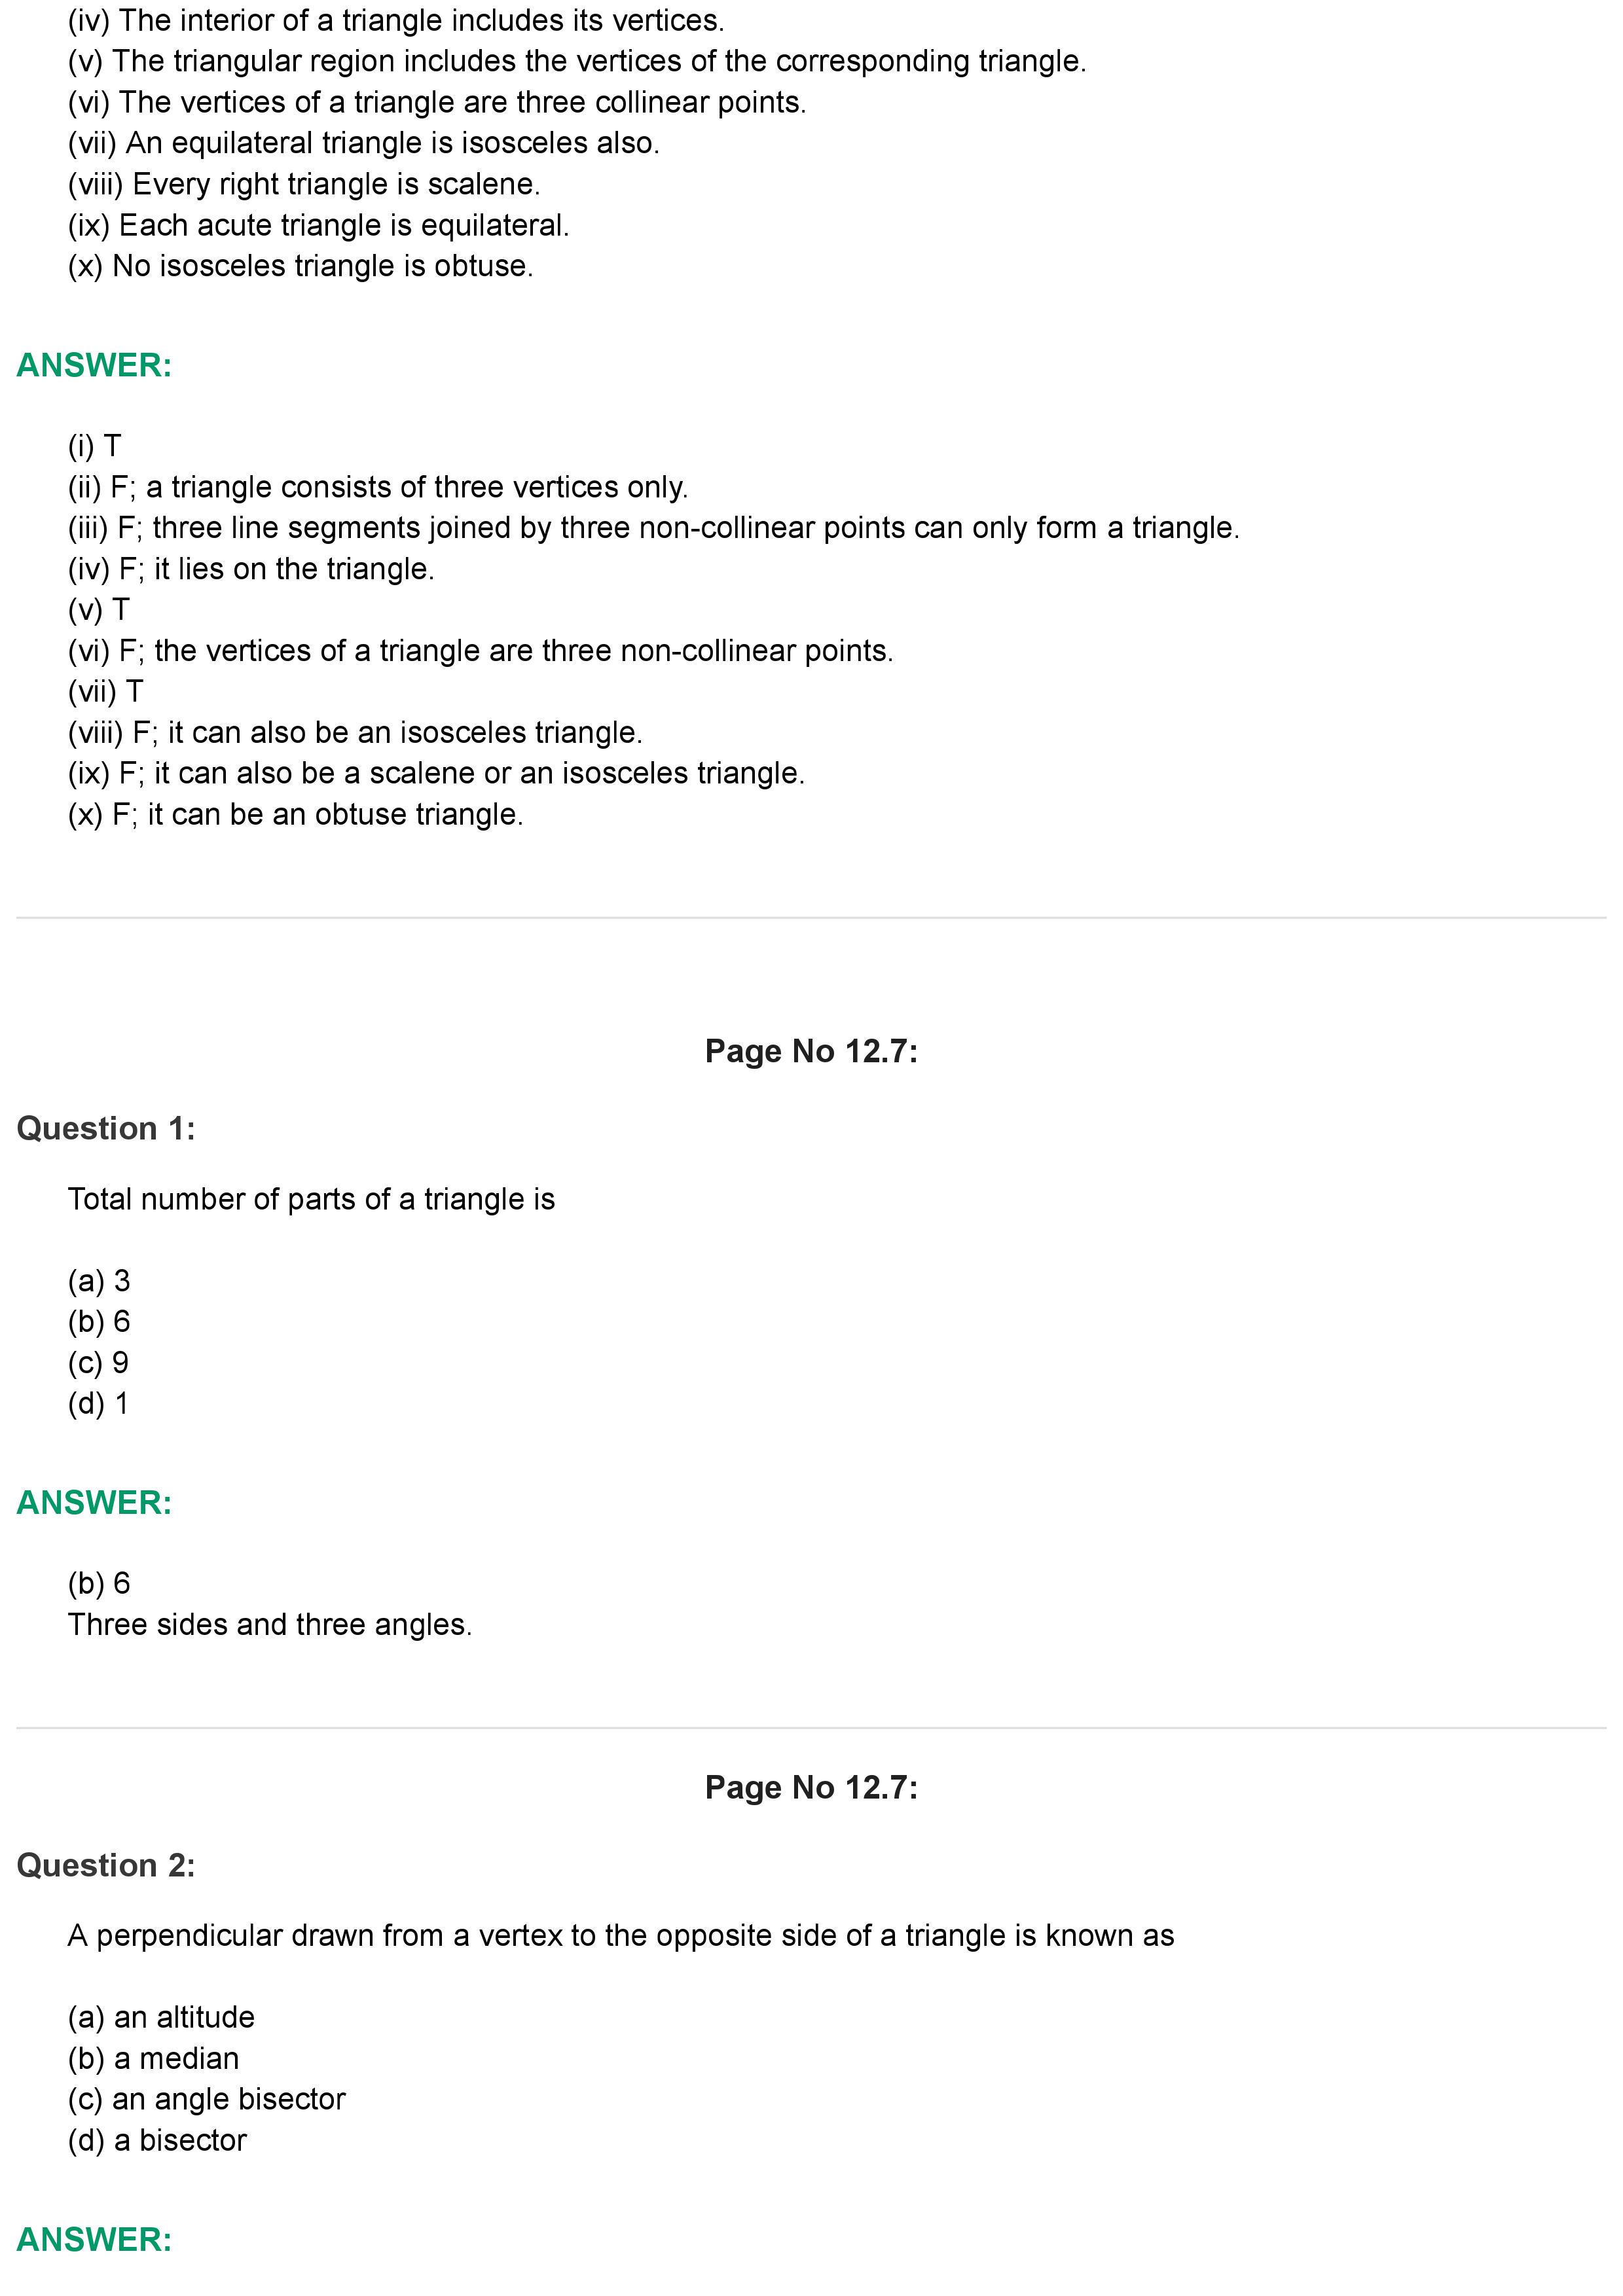 (iv) The interior of a triangle includes its vertices.
(v) The triangular region includes the vertices of the corresponding triangle.
(vi) The vertices of a triangle are three collinear points.
(vii) An equilateral triangle is isosceles also.
(viii) Every right triangle is scalene.
(ix) Each acute triangle is equilateral.
(x) No isosceles triangle is obtuse.
ANSWER:
(i) T
(ii) F; a triangle consists of three vertices only.
(iii) F; three line segments joined by three non-collinear points can only form a triangle.
(iv) F; it lies on the triangle.
(v) T
(vi) F; the vertices of a triangle are three non-collinear points.
(vii) T
(viii) F; it can also be an isosceles triangle.
(ix) F; it can also be a scalene or an isosceles triangle.
(x) F; it can be an obtuse triangle.
Page No 12.7:
Question 1:
Total number of parts of a triangle is
(a) 3
(b) 6
(c) 9
(d) 1
ANSWER:
(b) 6
Three sides and three angles.
Page No 12.7:
Question 2:
A perpendicular drawn from a vertex to the opposite side of a triangle is known as
(a) an altitude
(b) a median
(c) an angle bisector
(d) a bisector
ANSWER: